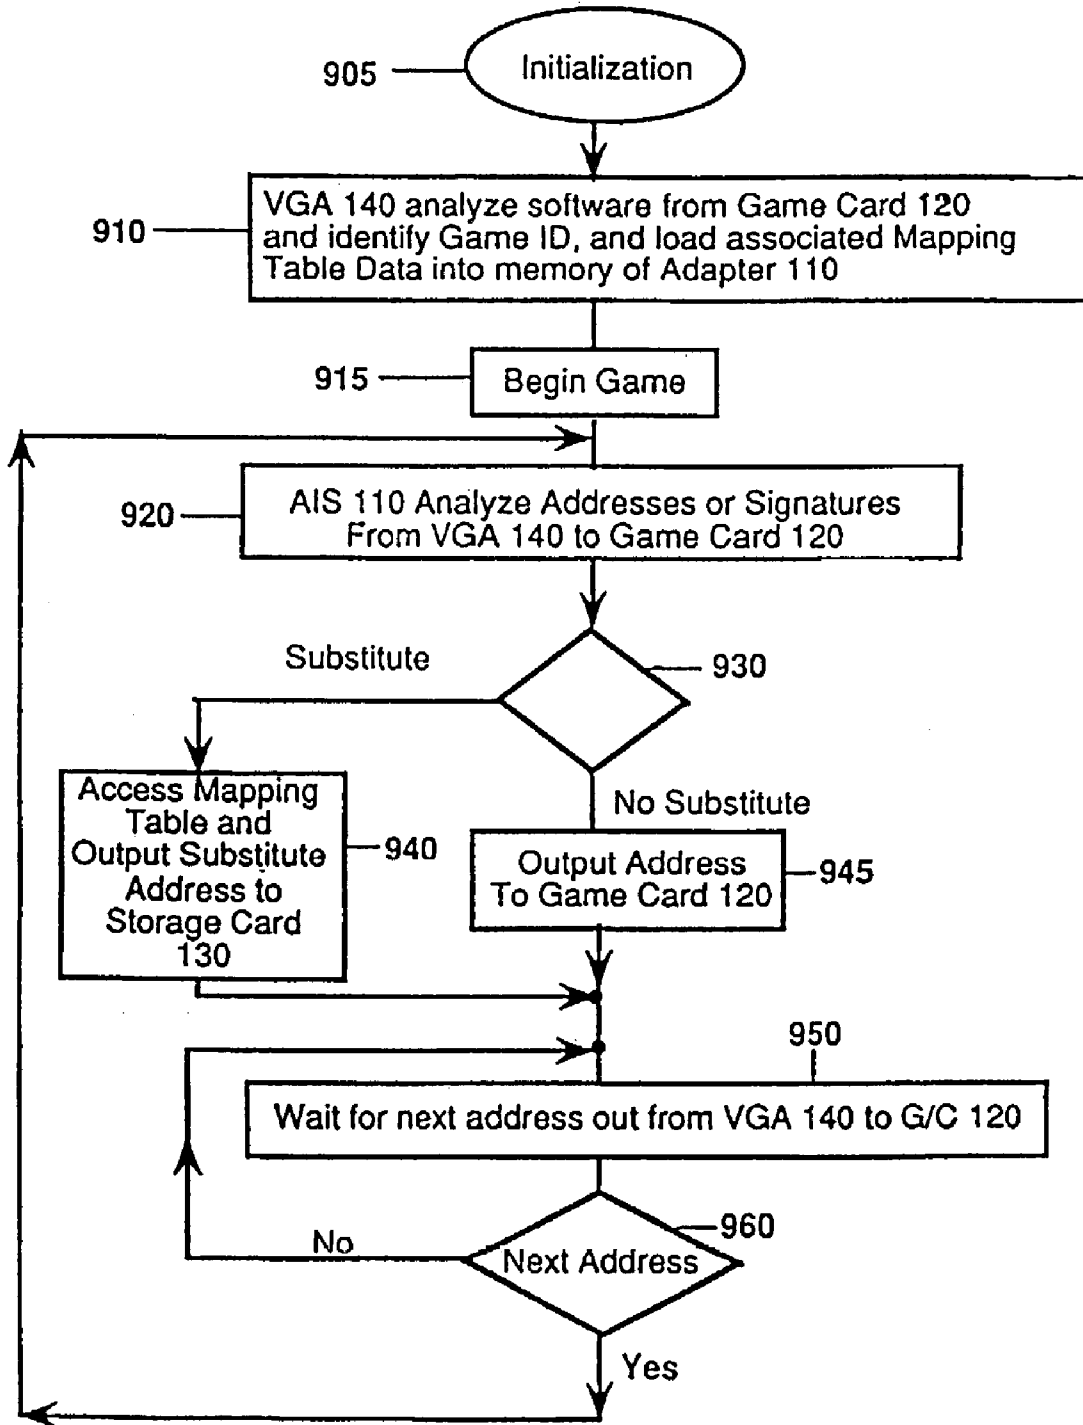 905
Initialization
910
VGA 140 analyze software from Game Card 120
and identify Game ID, and load associated Mapping
Table Data into memory of Adapter 110
915
Begin Game
920
AIS 110 Analyze Addresses or Signatures
From VGA 140 to Game Card 120
Substitute
930
No Substitute
Access Mapping
Table and
Output Substitute
Address to
Storage Card
130
940
Output Address
To Game Card 120
945
950
Wait for next address out from VGA 140 to G/C 120
960
Next Address
No
Yes